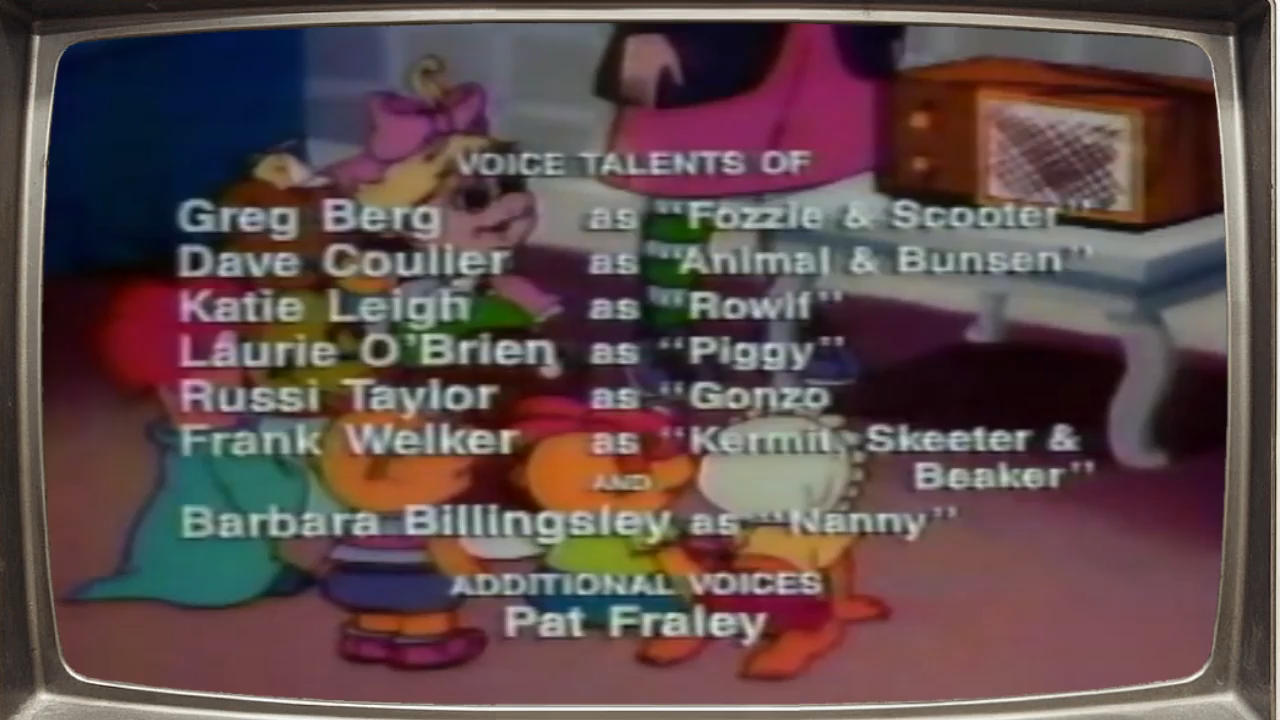 VOICE TALENTS OF
Greg Berg as "Fozzie & Scooter"
Dave Coulier as "Animal & Bunsen"
Katie Leigh as "Rowlf"
Laurie O'Brien as "Piggy"
Russi Taylor as "Gonzo
Frank Welker as "Kermit, Skeeter &
Beaker"
AND
Barbara Billingsley as "Nanny"
ADDITIONAL VOICES
Pat Fraley